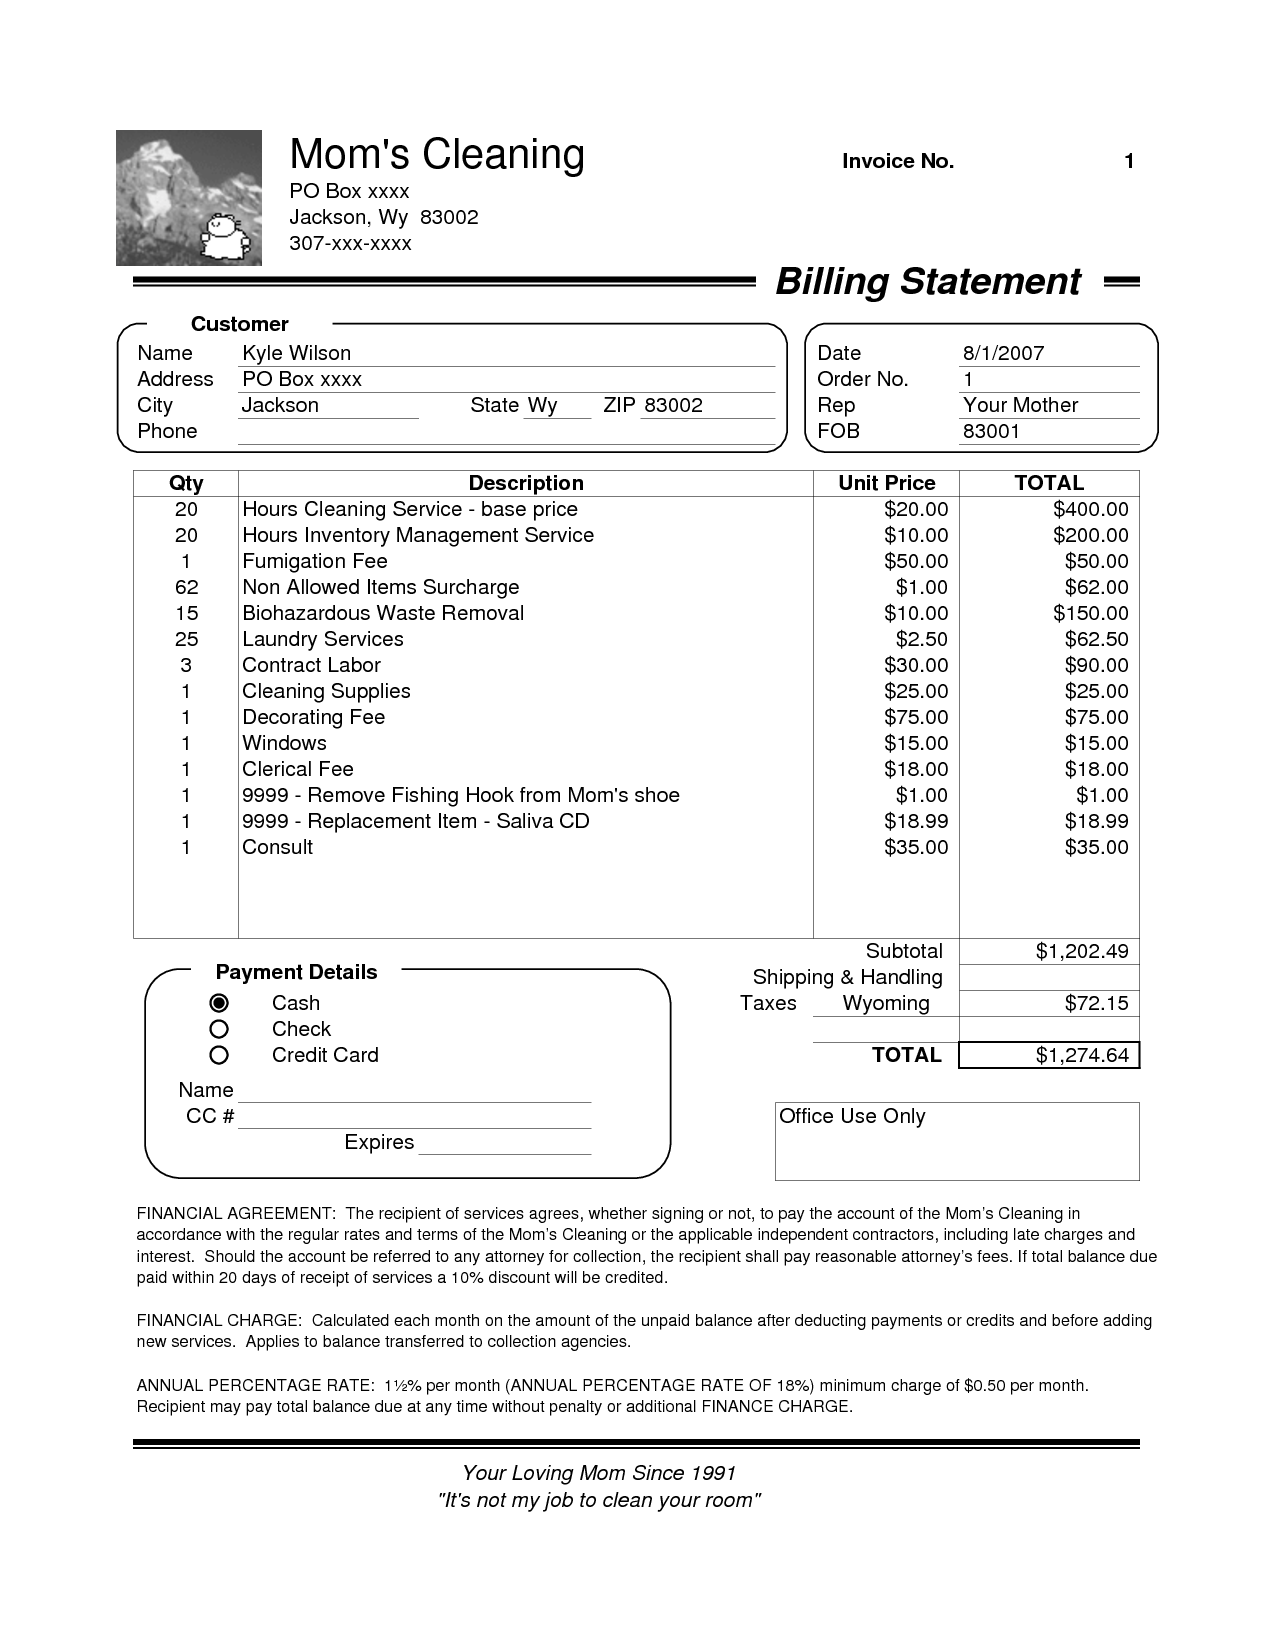 Mom's Cleaning
Invoice No. 1
PO Box xxxx
Jackson, Wy  83002
307-xxx-xxxx
Billing Statement
Customer
Name Kyle Wilson
Address PO Box xxxx
City Jackson State Wy ZIP 83002
Phone
Date 8/1/2007
Order No. 1
Rep Your Mother
FOB 83001
Qty Description Unit Price TOTAL
20 Hours Cleaning Service - base price $20.00 $400.00
20 Hours Inventory Management Service $10.00 $200.00
1 Fumigation Fee $50.00 $50.00
62 Non Allowed Items Surcharge $1.00 $62.00
15 Biohazardous Waste Removal $10.00 $150.00
25 Laundry Services $2.50 $62.50
3 Contract Labor $30.00 $90.00
1 Cleaning Supplies $25.00 $25.00
1 Decorating Fee $75.00 $75.00
1 Windows $15.00 $15.00
1 Clerical Fee $18.00 $18.00
1 9999 - Remove Fishing Hook from Mom's shoe $1.00 $1.00
1 9999 - Replacement Item - Saliva CD $18.99 $18.99
1 Consult $35.00 $35.00
Subtotal $1,202.49
Shipping & Handling
Taxes Wyoming $72.15
TOTAL $1,274.64
Payment Details
Cash
Check
Credit Card
Name
CC #
Expires
Office Use Only
FINANCIAL AGREEMENT:  The recipient of services agrees, whether signing or not, to pay the account of the Mom's Cleaning in
accordance with the regular rates and terms of the Mom's Cleaning or the applicable independent contractors, including late charges and
interest.  Should the account be referred to any attorney for collection, the recipient shall pay reasonable attorney's fees. If total balance due
paid within 20 days of receipt of services a 10% discount will be credited.
FINANCIAL CHARGE:  Calculated each month on the amount of the unpaid balance after deducting payments or credits and before adding
new services.  Applies to balance transferred to collection agencies.
ANNUAL PERCENTAGE RATE:  1½% per month (ANNUAL PERCENTAGE RATE OF 18%) minimum charge of $0.50 per month.
Recipient may pay total balance due at any time without penalty or additional FINANCE CHARGE.
Your Loving Mom Since 1991
"It's not my job to clean your room"